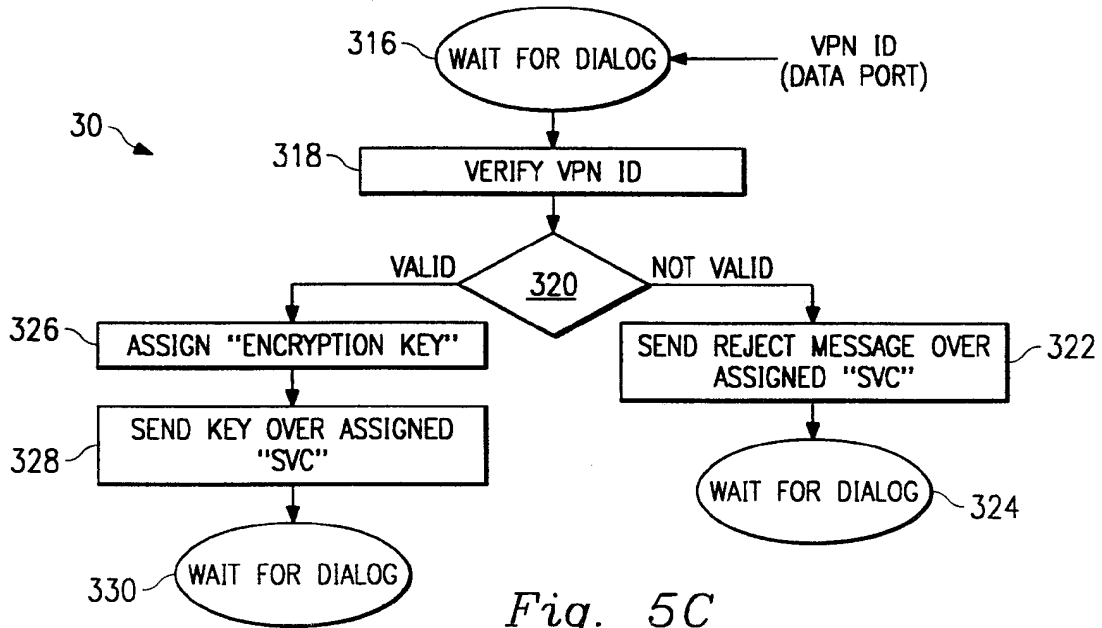 316
WAIT FOR DIALOG
VPN ID
(DATA PORT)
30
318
VERIFY VPN ID
VALID
320
NOT VALID
326
ASSIGN "ENCRYPTION KEY"
SEND REJECT MESSAGE OVER
ASSIGNED "SVC"
322
328
SEND KEY OVER ASSIGNED
"SVC"
WAIT FOR DIALOG
324
330
WAIT FOR DIALOG
Fig. 5C